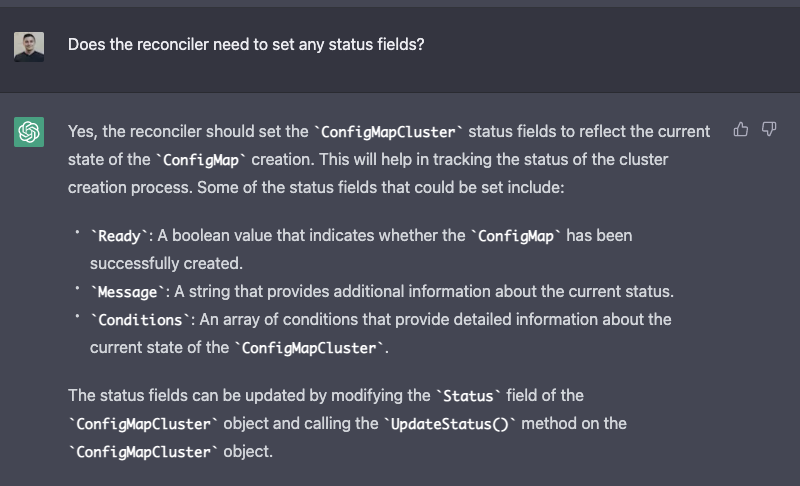 Does the reconciler need to set any status fields?
Yes, the reconciler should set the `ConfigMapCluster` status fields to reflect the current
state of the `ConfigMap` creation. This will help in tracking the status of the cluster
creation process. Some of the status fields that could be set include:
• `Ready`: A boolean value that indicates whether the `ConfigMap` has been
successfully created.
• `Message`: A string that provides additional information about the current status.
• `Conditions`: An array of conditions that provide detailed information about the
current state of the `ConfigMapCluster`.
The status fields can be updated by modifying the `Status` field of the
`ConfigMapCluster` object and calling the `UpdateStatus()` method on the
`ConfigMapCluster` object.